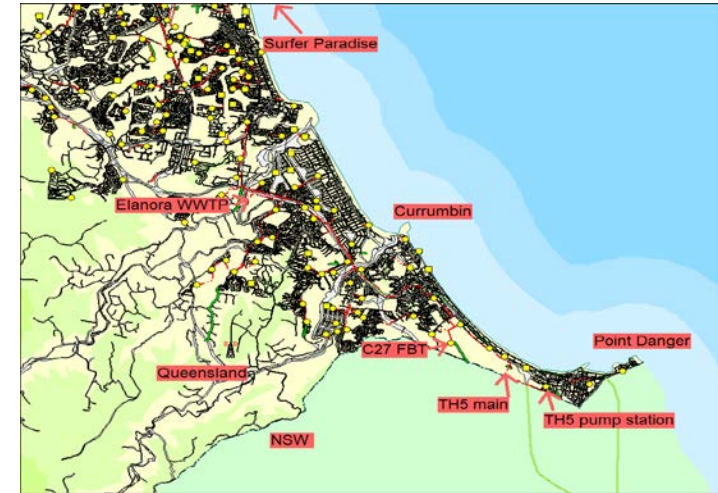 Surfer Paradise
Elanora WWTP
Currumbin
Point Danger
C27 FBT
Queensland
TH5 main
TH5 pump station
NSW